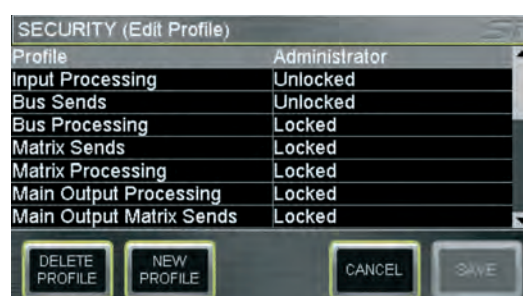 SECURITY (Edit Profile)
Profile Administrator
Input Processing Unlocked
Bus Sends Unlocked
Bus Processing Locked
Matrix Sends Locked
Matrix Processing Locked
Main Output Processing Locked
Main Output Matrix Sends Locked
DELETE PROFILE
NEW PROFILE
CANCEL
SAVE